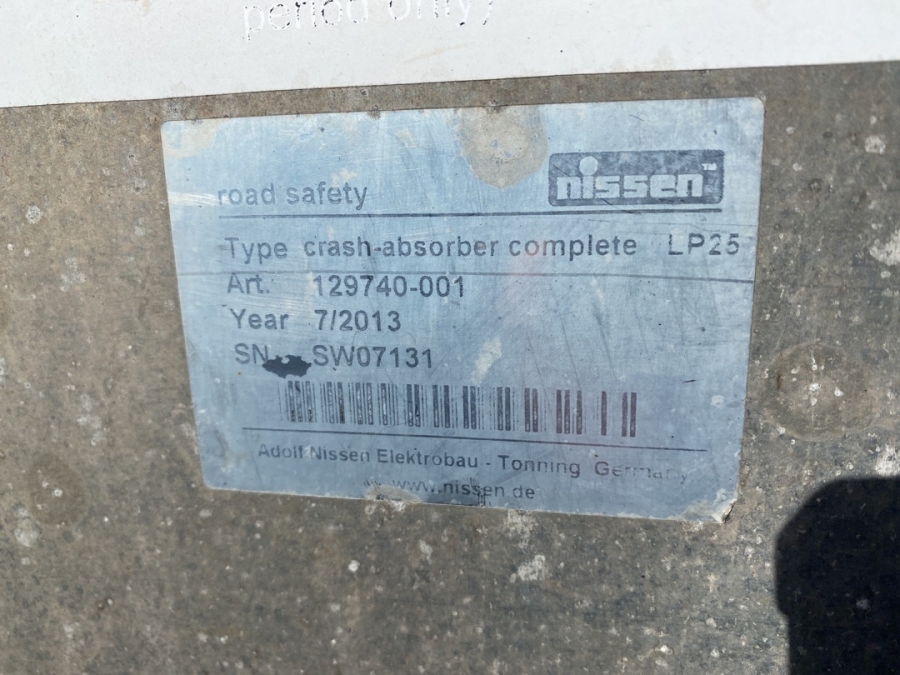 period only)
road safety
nissen™
Type crash-absorber complete LP25
Art. 129740-001
Year 7/2013
SN SW07131
Adolf Nissen Elektrobau - Tonning Germany
www.nissen.de